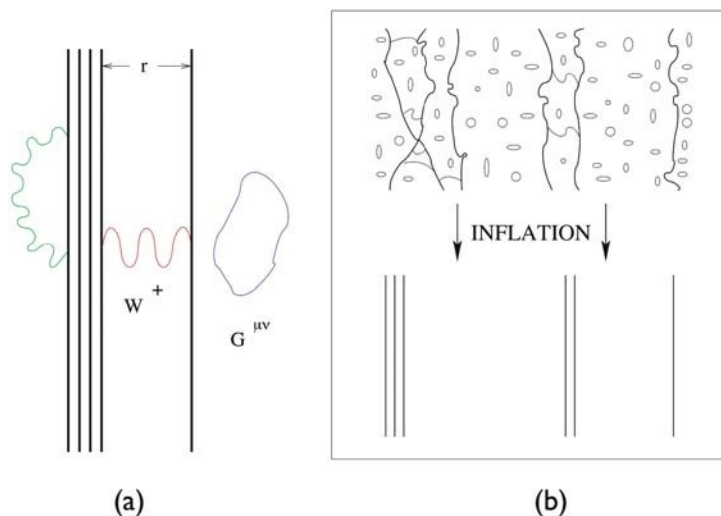 r
W +
G μν
(a)
INFLATION
(b)